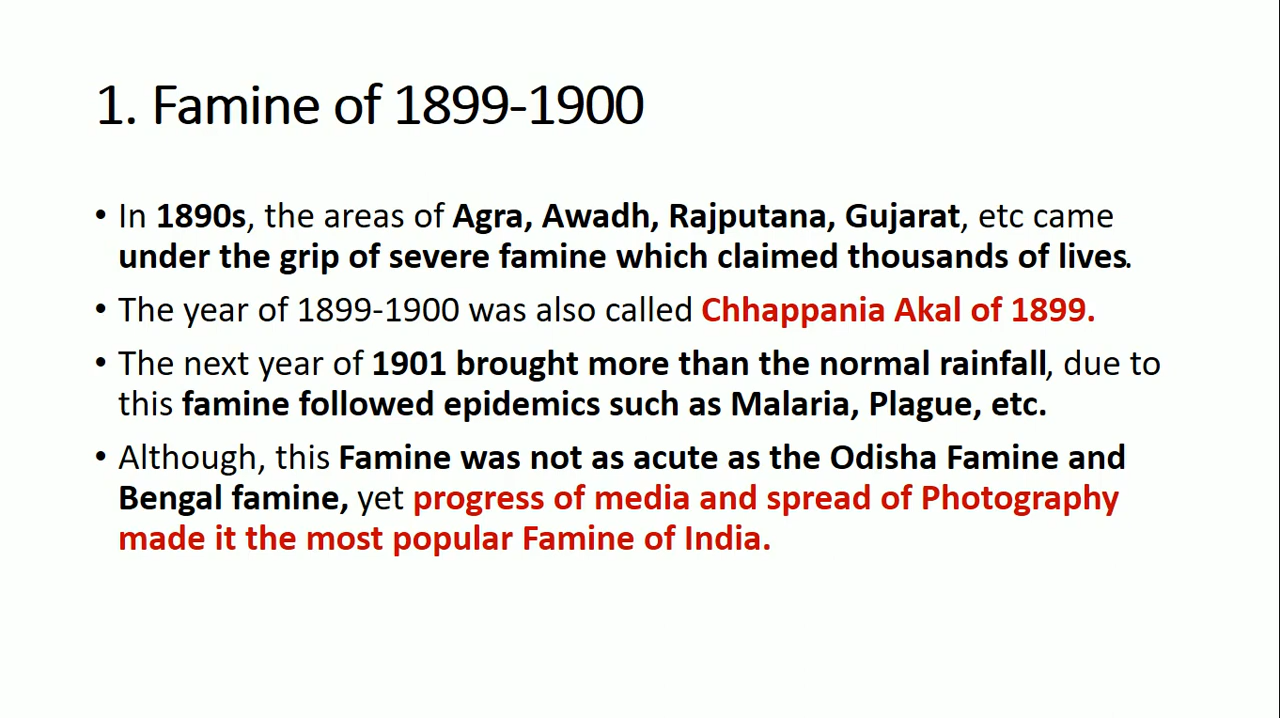 1. Famine of 1899-1900
• In 1890s, the areas of Agra, Awadh, Rajputana, Gujarat, etc came
under the grip of severe famine which claimed thousands of lives.
• The year of 1899-1900 was also called Chhappania Akal of 1899.
• The next year of 1901 brought more than the normal rainfall, due to
this famine followed epidemics such as Malaria, Plague, etc.
• Although, this Famine was not as acute as the Odisha Famine and
Bengal famine, yet progress of media and spread of Photography
made it the most popular Famine of India.